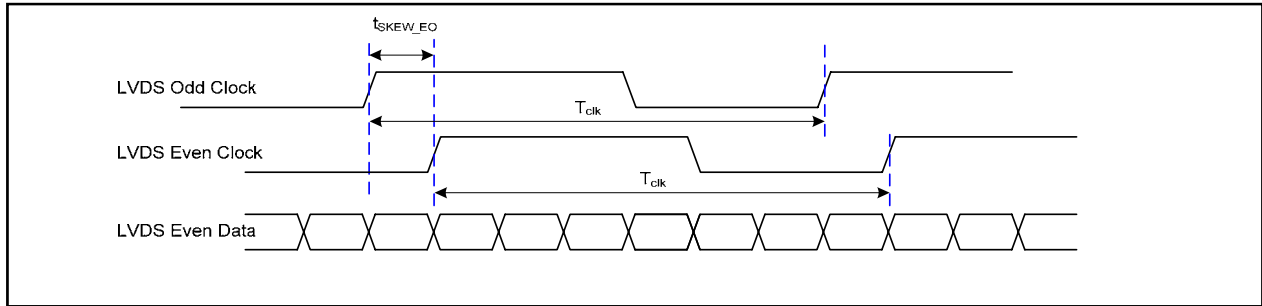 tSKEW_EO
LVDS Odd Clock
Tclk
LVDS Even Clock
Tclk
LVDS Even Data